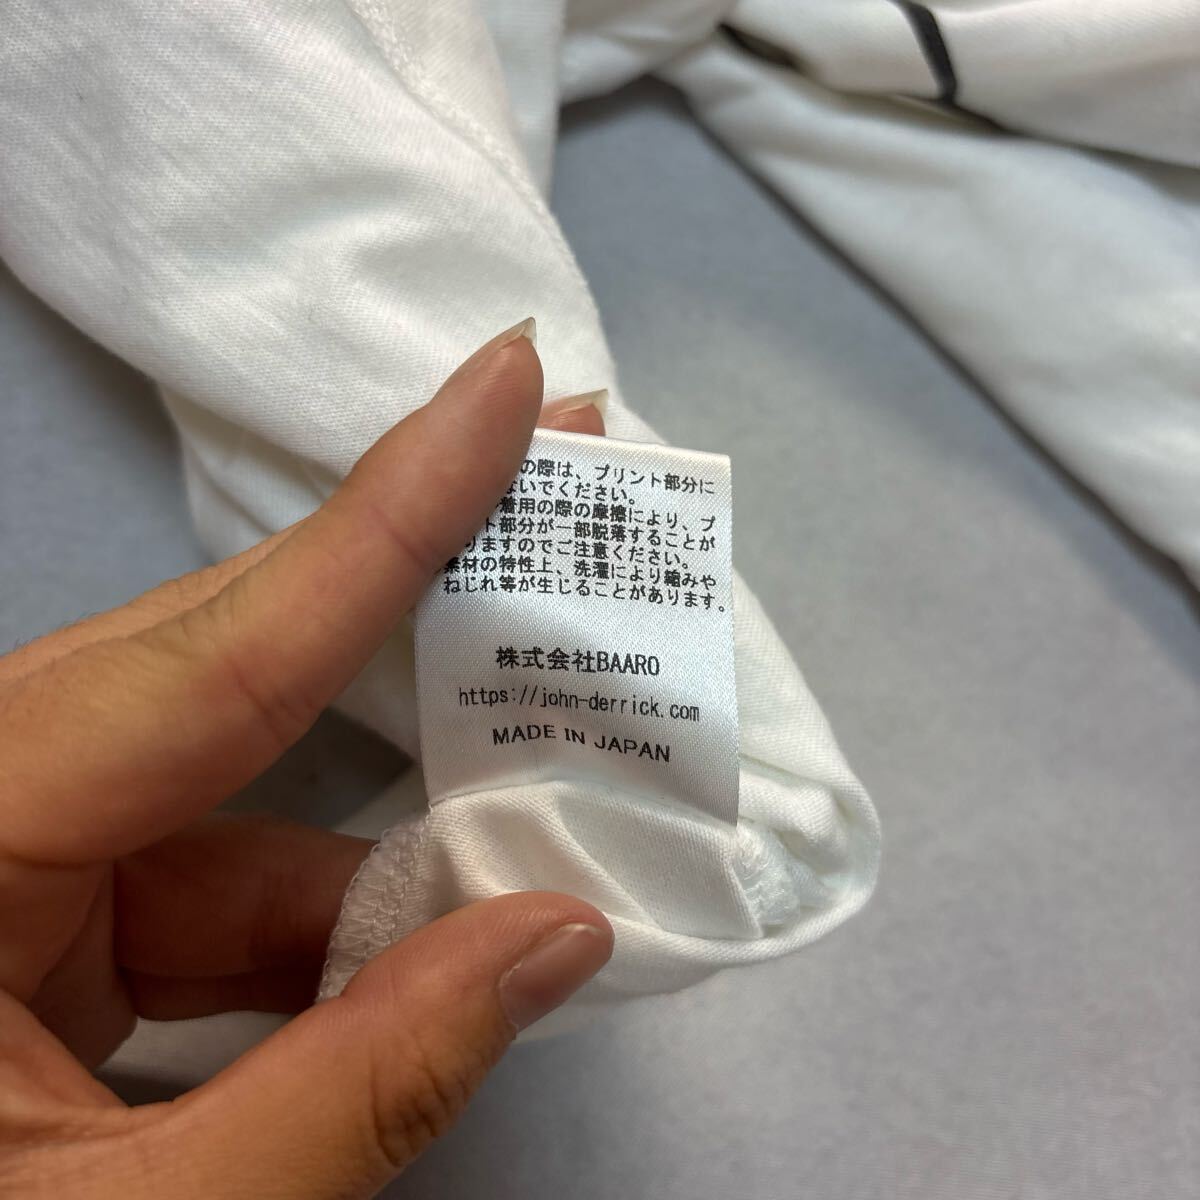 の際は、プリント部分に
ないでください。
着用の際の摩擦により、プ
ト部分が一部脱落することが
りますのでご注意ください。
素材の特性上、洗濯により縮みや
ねじれ等が生じることがあります。
株式会社BAARO
https://john-derrick.com
MADE IN JAPAN